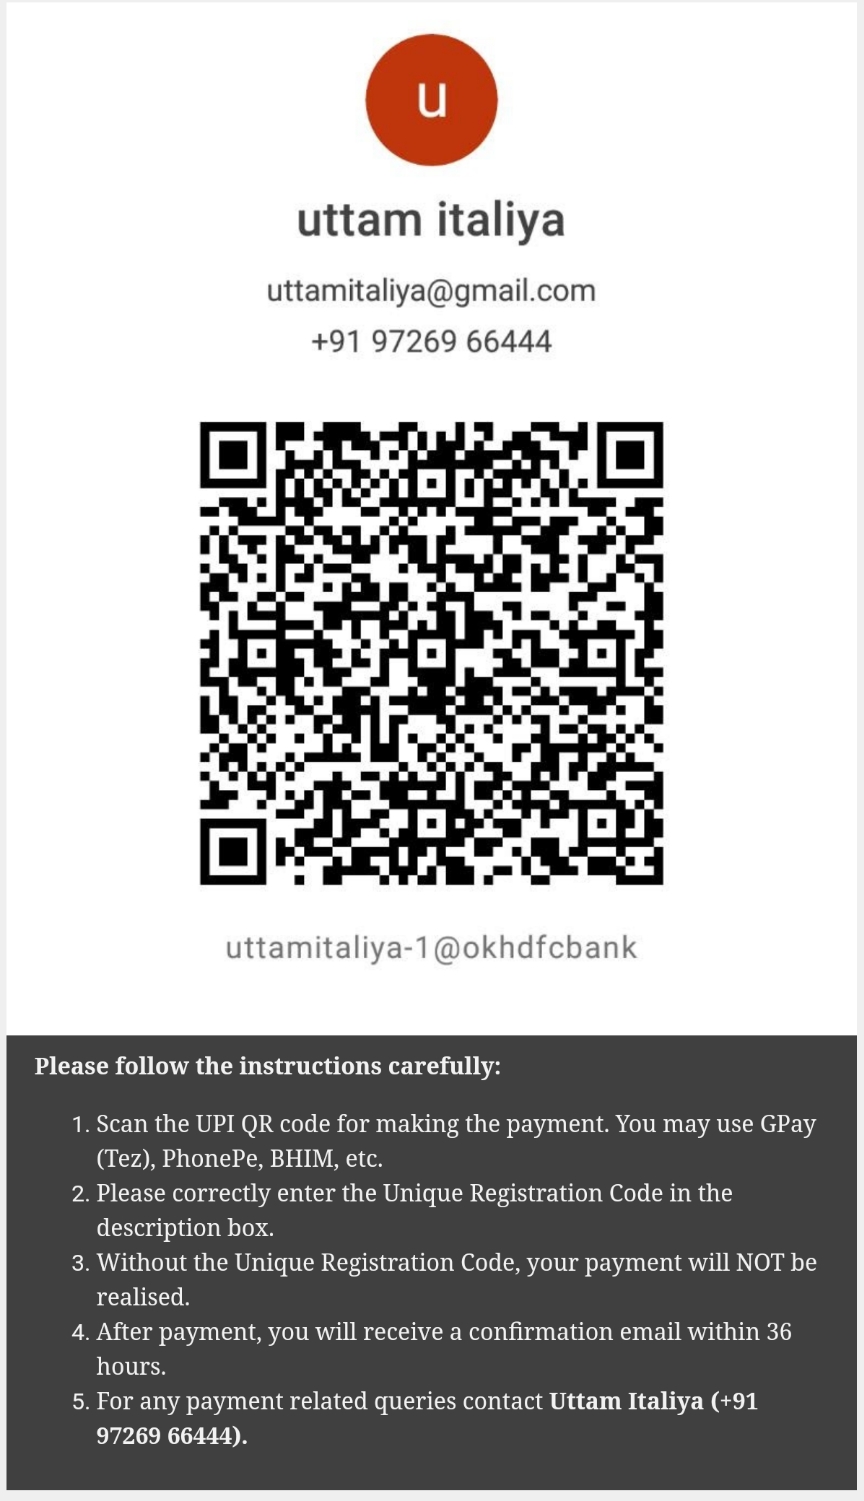 u
uttam italiya
uttamitaliya@gmail.com
+91 97269 66444
uttamitaliya-1@okhdfcbank
Please follow the instructions carefully:
1. Scan the UPI QR code for making the payment. You may use GPay
(Tez), PhonePe, BHIM, etc.
2. Please correctly enter the Unique Registration Code in the
description box.
3. Without the Unique Registration Code, your payment will NOT be
realised.
4. After payment, you will receive a confirmation email within 36
hours.
5. For any payment related queries contact Uttam Italiya (+91
97269 66444).